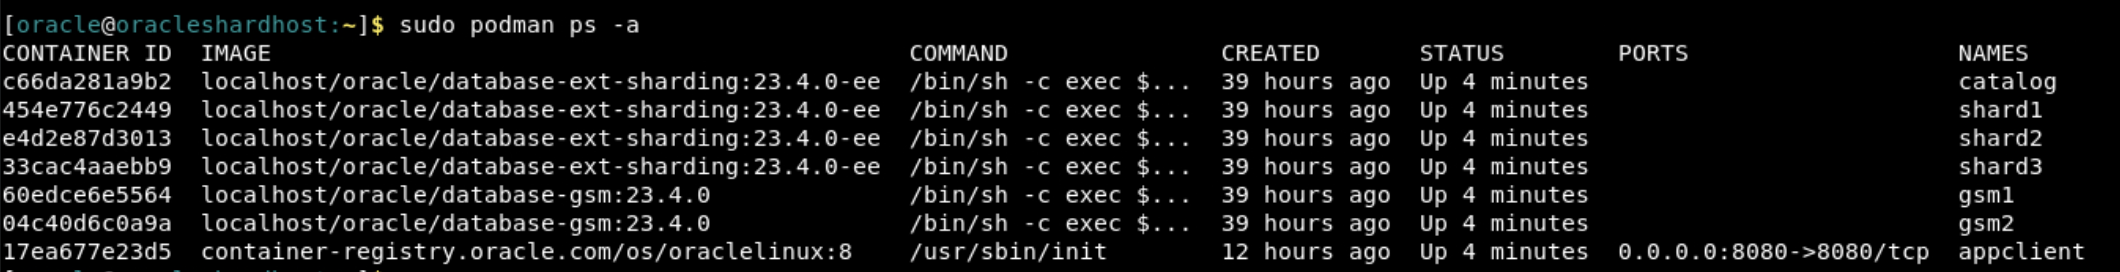 [oracle@oracleshardhost:~]$ sudo podman ps -a
CONTAINER ID  IMAGE                                             COMMAND               CREATED       STATUS        PORTS                   NAMES
c66da281a9b2  localhost/oracle/database-ext-sharding:23.4.0-ee  /bin/sh -c exec $...  39 hours ago  Up 4 minutes                          catalog
454e776c2449  localhost/oracle/database-ext-sharding:23.4.0-ee  /bin/sh -c exec $...  39 hours ago  Up 4 minutes                          shard1
e4d2e87d3013  localhost/oracle/database-ext-sharding:23.4.0-ee  /bin/sh -c exec $...  39 hours ago  Up 4 minutes                          shard2
33cac4aaebb9  localhost/oracle/database-ext-sharding:23.4.0-ee  /bin/sh -c exec $...  39 hours ago  Up 4 minutes                          shard3
60edce6e5564  localhost/oracle/database-gsm:23.4.0              /bin/sh -c exec $...  39 hours ago  Up 4 minutes                          gsm1
04c40d6c0a9a  localhost/oracle/database-gsm:23.4.0              /bin/sh -c exec $...  39 hours ago  Up 4 minutes                          gsm2
17ea677e23d5  container-registry.oracle.com/os/oraclelinux:8    /usr/sbin/init        12 hours ago  Up 4 minutes  0.0.0.0:8080->8080/tcp  appclient